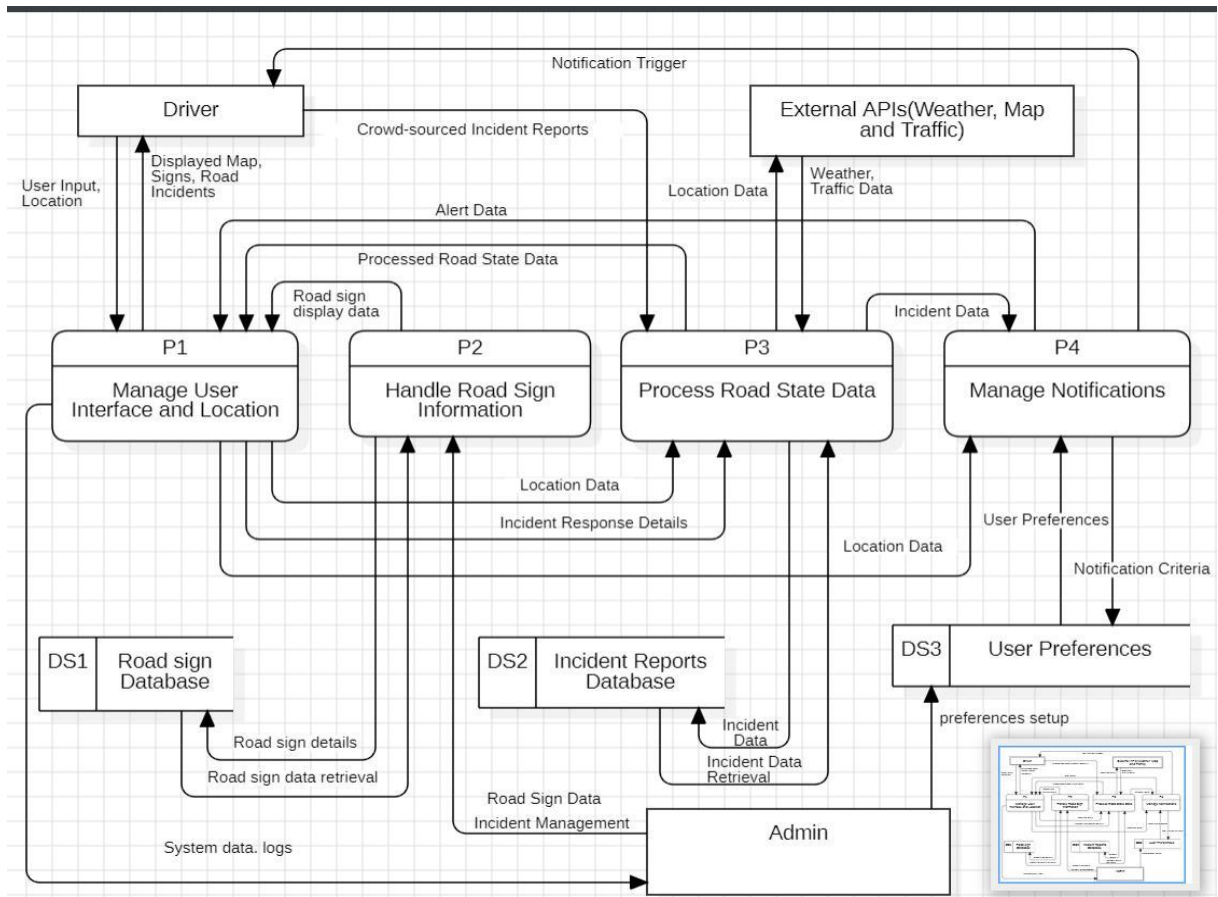 Notification Trigger
Driver
External APIs(Weather, Map
and Traffic)
Crowd-sourced Incident Reports
Displayed Map,
Signs, Road
Incidents
User Input,
Location
Weather,
Traffic Data
Location Data
Alert Data
Processed Road State Data
Road sign
display data
Incident Data
P1
Manage User
Interface and Location
P2
Handle Road Sign
Information
P3
Process Road State Data
P4
Manage Notifications
Location Data
Incident Response Details
User Preferences
Location Data
Notification Criteria
DS1
Road sign
Database
DS2
Incident Reports
Database
DS3
User Preferences
preferences setup
Road sign details
Incident
Data
Road sign data retrieval
Incident Data
Retrieval
Road Sign Data
Incident Management
Admin
System data. logs